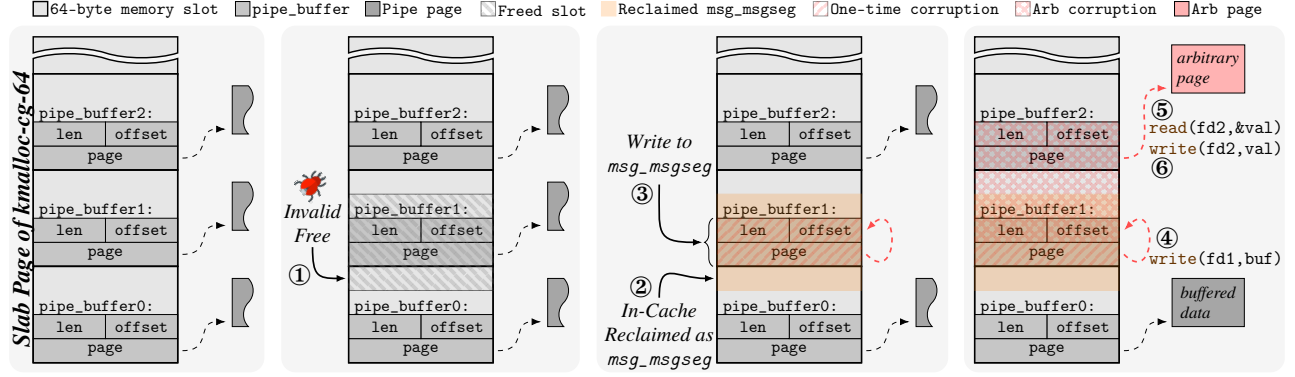 64-byte memory slot pipe_buffer Pipe page Freed slot Reclaimed msg_msgseg One-time corruption Arb corruption Arb page
Slab Page of kmalloc-cg-64
pipe_buffer2:
len offset
page
pipe_buffer1:
len offset
page
pipe_buffer0:
len offset
page
Invalid
Free
①
pipe_buffer2:
len offset
page
pipe_buffer1:
len offset
page
pipe_buffer0:
len offset
page
Write to
msg_msgseg
③
②
In-Cache
Reclaimed as
msg_msgseg
pipe_buffer2:
len offset
page
pipe_buffer1:
len offset
page
pipe_buffer0:
len offset
page
pipe_buffer2:
len offset
page
pipe_buffer1:
len offset
page
pipe_buffer0:
len offset
page
arbitrary
page
⑤
read(fd2,&val)
write(fd2,val)
⑥
④
write(fd1,buf)
buffered
data